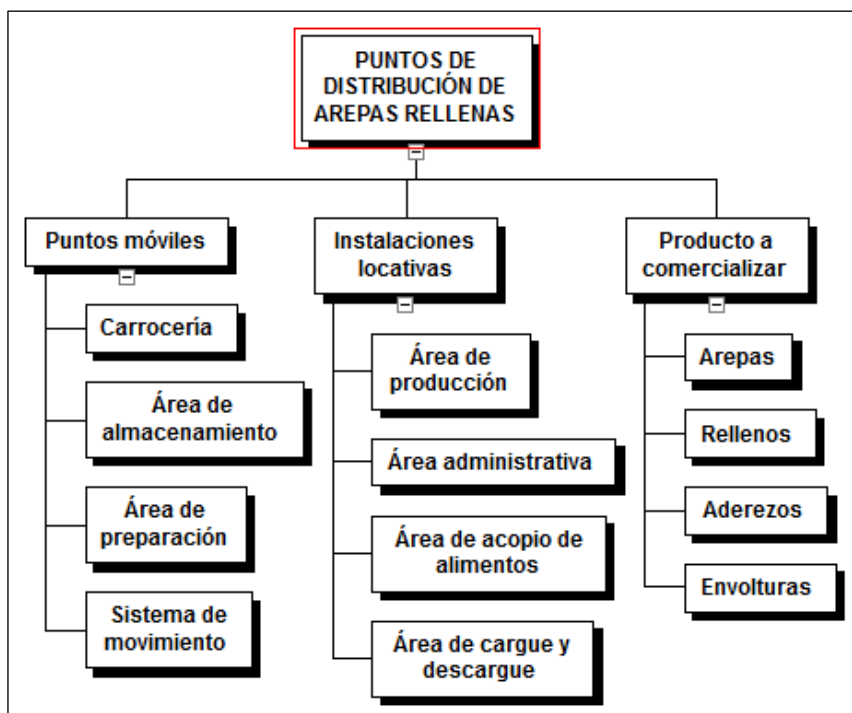 PUNTOS DE
DISTRIBUCIÓN DE
AREPAS RELLENAS
Puntos móviles
Carrocería
Área de
almacenamiento
Área de
preparación
Sistema de
movimiento
Instalaciones
locativas
Área de
producción
Área administrativa
Área de acopio de
alimentos
Área de cargue y
descargue
Producto a
comercializar
Arepas
Rellenos
Aderezos
Envolturas